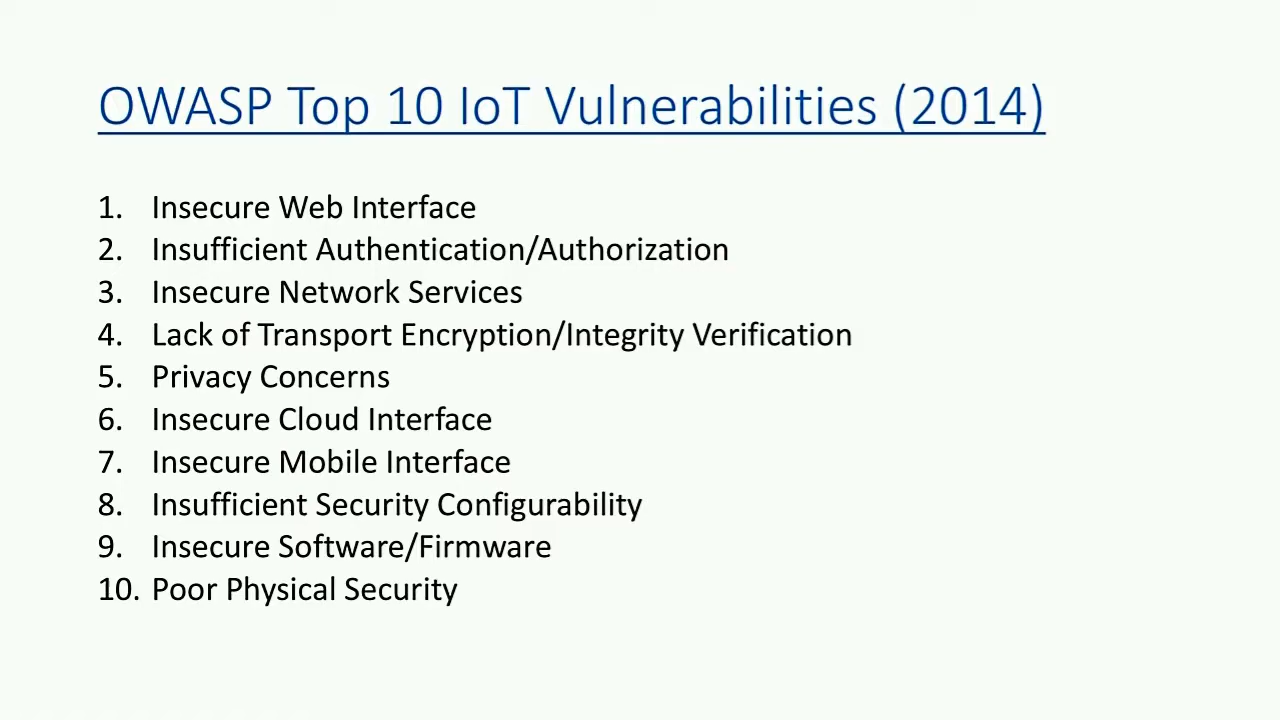 OWASP Top 10 IoT Vulnerabilities (2014)
1. Insecure Web Interface
2. Insufficient Authentication/Authorization
3. Insecure Network Services
4. Lack of Transport Encryption/Integrity Verification
5. Privacy Concerns
6. Insecure Cloud Interface
7. Insecure Mobile Interface
8. Insufficient Security Configurability
9. Insecure Software/Firmware
10. Poor Physical Security